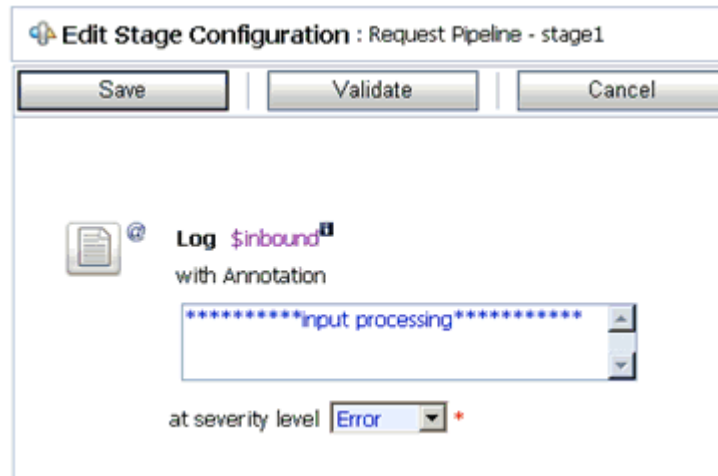 Edit Stage Configuration : Request Pipeline - stage1
Save Validate Cancel
@ Log $inbound
with Annotation
**********input processing***********
at severity level Error *